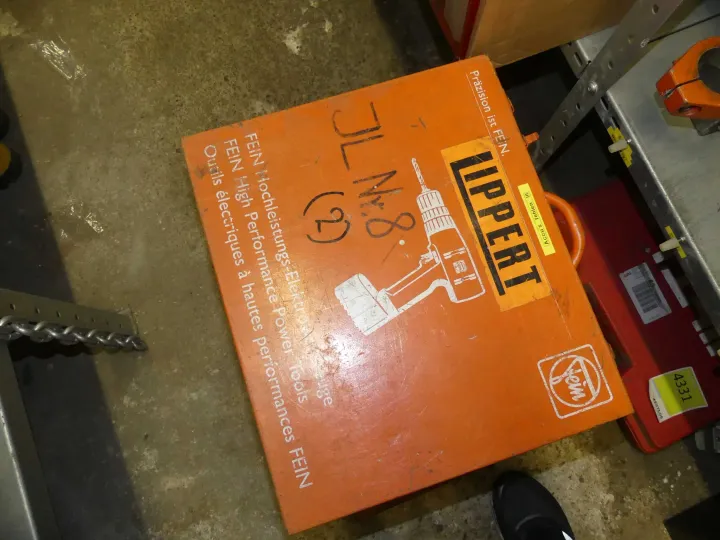 Präzision ist FEIN.
LIPPERT
JL Nr.8
(2)
FEIN Hochleistungs-Elektrowerkzeuge
FEIN High Performance Power Tools
Outils électriques à hautes performances FEIN
Fein
4331